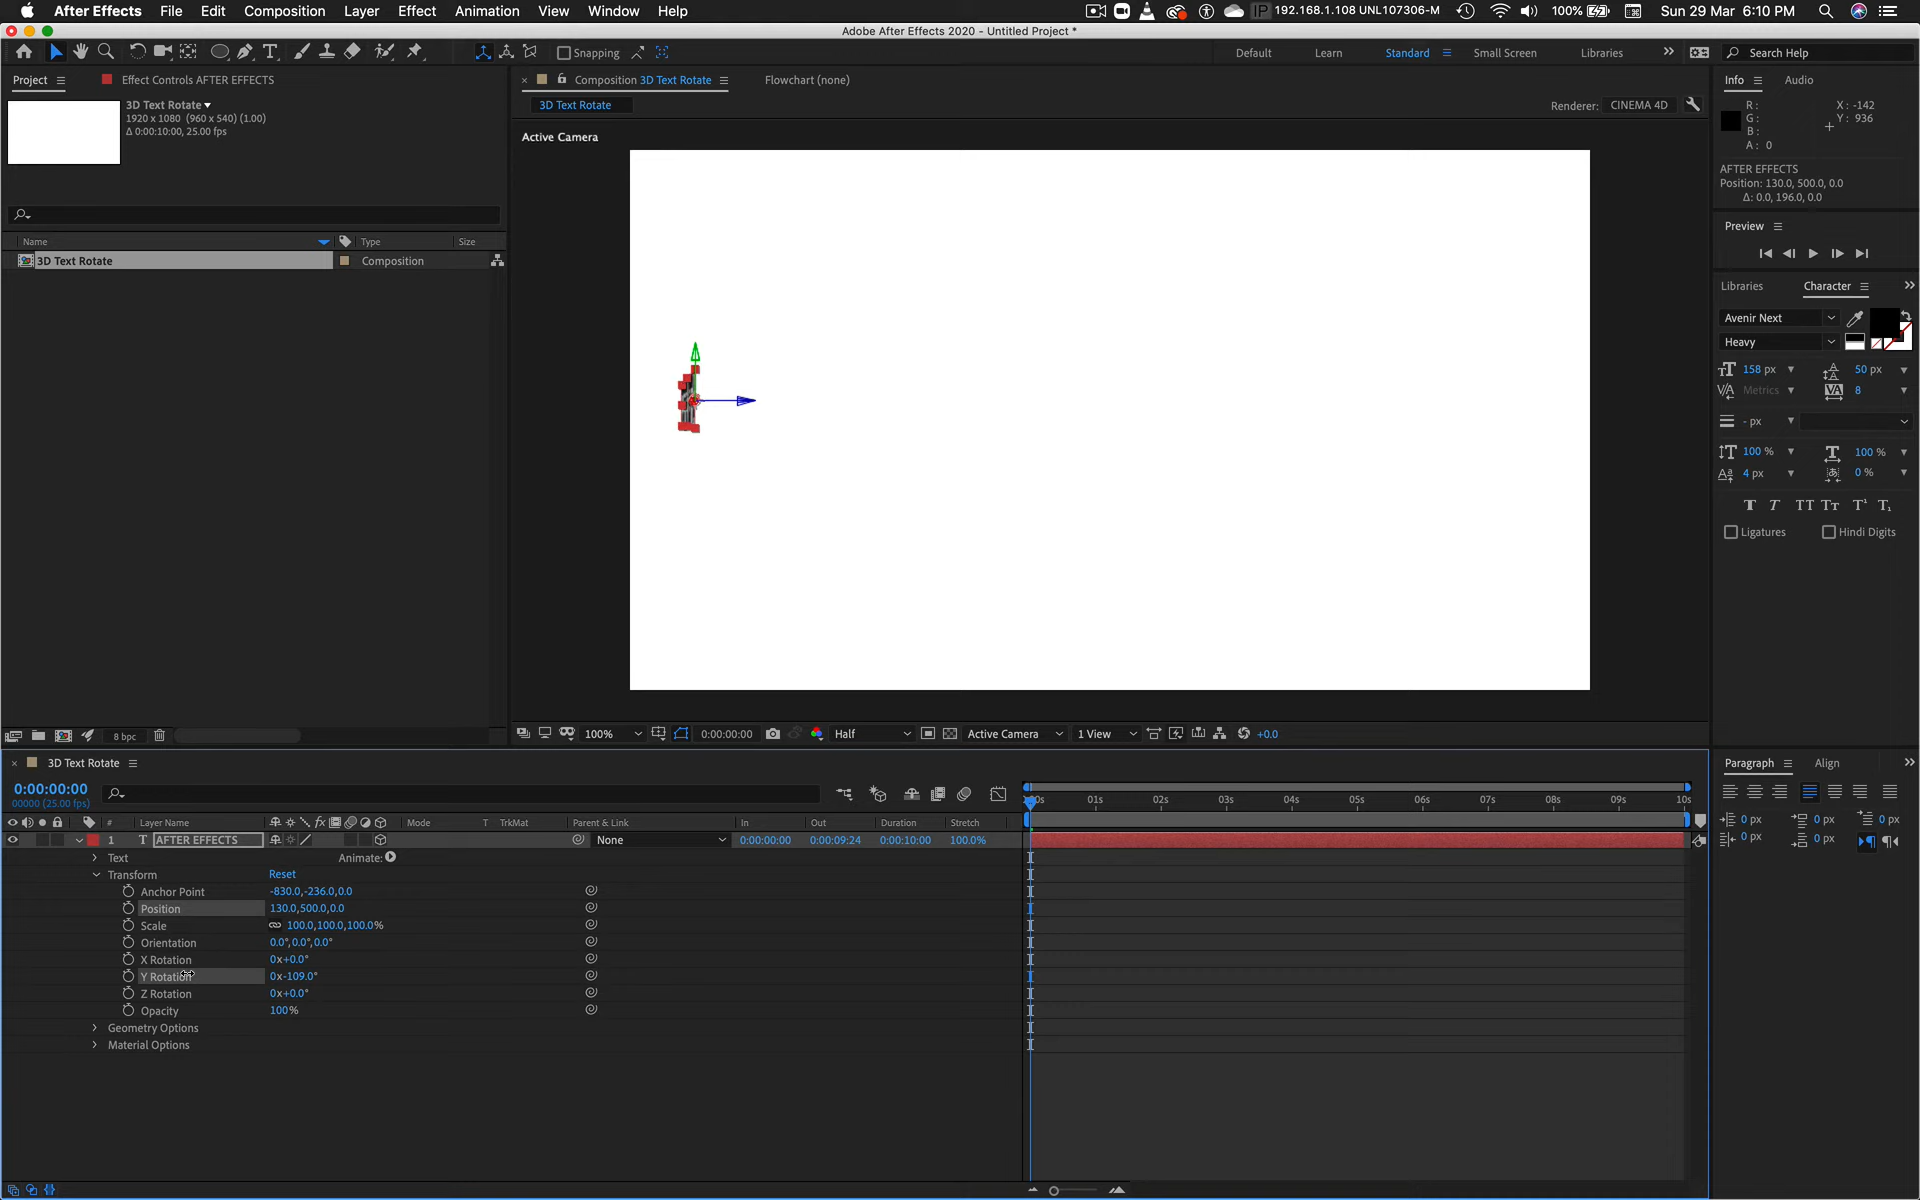 After Effects File Edit Composition Layer Effect Animation View Window Help
IP 192.168.1.108 UNL107306-M 100% Sun 29 Mar 6:10 PM
Adobe After Effects 2020 - Untitled Project *
Snapping Default Learn Standard Small Screen Libraries Search Help
Project Effect Controls AFTER EFFECTS
3D Text Rotate
1920 x 1080 (960 x 540) (1.00)
Δ 0:00:10:00, 25.00 fps
Name Type Size
3D Text Rotate Composition
8 bpc
Composition 3D Text Rotate Flowchart (none)
3D Text Rotate Renderer: CINEMA 4D
Active Camera
100% 0:00:00:00 Half Active Camera 1 View +0.0
Info Audio
R: X: -142
G: Y: 936
B:
A: 0
AFTER EFFECTS
Position: 130.0, 500.0, 0.0
Δ: 0.0, 196.0, 0.0
Preview
Libraries Character
Avenir Next
Heavy
158 px 50 px
Metrics 8
- px
100 % 100 %
4 px 0 %
T T TT Tr T¹ T₁
Ligatures Hindi Digits
3D Text Rotate
0:00:00:00
00000 (25.00 fps)
:00s 01s 02s 03s 04s 05s 06s 07s 08s 09s 10s
# Layer Name Mode T TrkMat Parent & Link In Out Duration Stretch
1 T AFTER EFFECTS None 0:00:00:00 0:00:09:24 0:00:10:00 100.0%
Text Animate:
Transform Reset
Anchor Point -830.0,-236.0,0.0
Position 130.0,500.0,0.0
Scale 100.0,100.0,100.0%
Orientation 0.0°,0.0°,0.0°
X Rotation 0x+0.0°
Y Rotation 0x-109.0°
Z Rotation 0x+0.0°
Opacity 100%
Geometry Options
Material Options
Paragraph Align
0 px 0 px 0 px
0 px 0 px